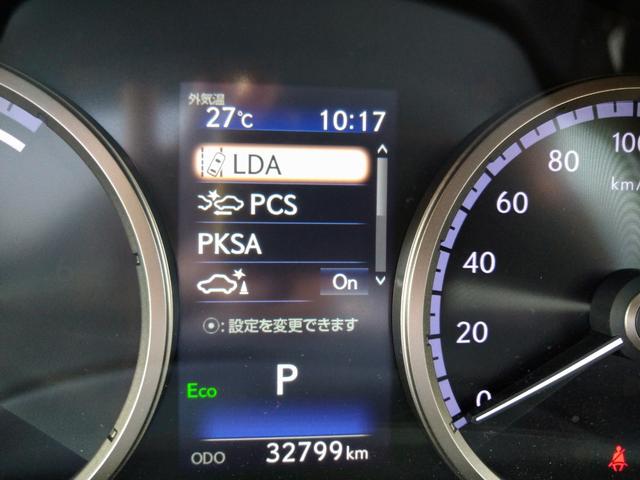 外気温
27℃ 10:17
LDA
PCS
PKSA
On
⦿:設定を変更できます
P
Eco
ODO 32799km
100
80
km/
60
40
20
0